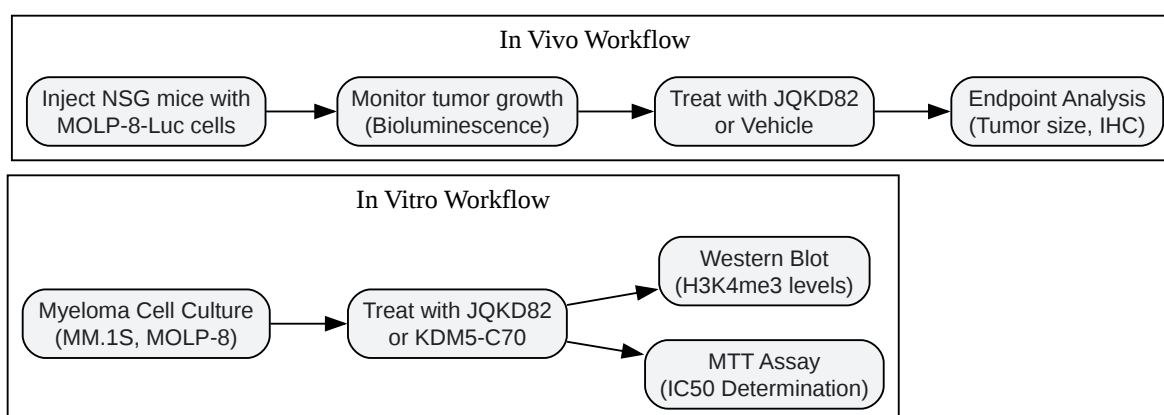 In Vivo Workflow
Inject NSG mice with
MOLP-8-Luc cells
Monitor tumor growth
(Bioluminescence)
Treat with JQKD82
or Vehicle
Endpoint Analysis
(Tumor size, IHC)
In Vitro Workflow
Myeloma Cell Culture
(MM.1S, MOLP-8)
Treat with JQKD82
or KDM5-C70
Western Blot
(H3K4me3 levels)
MTT Assay
(IC50 Determination)